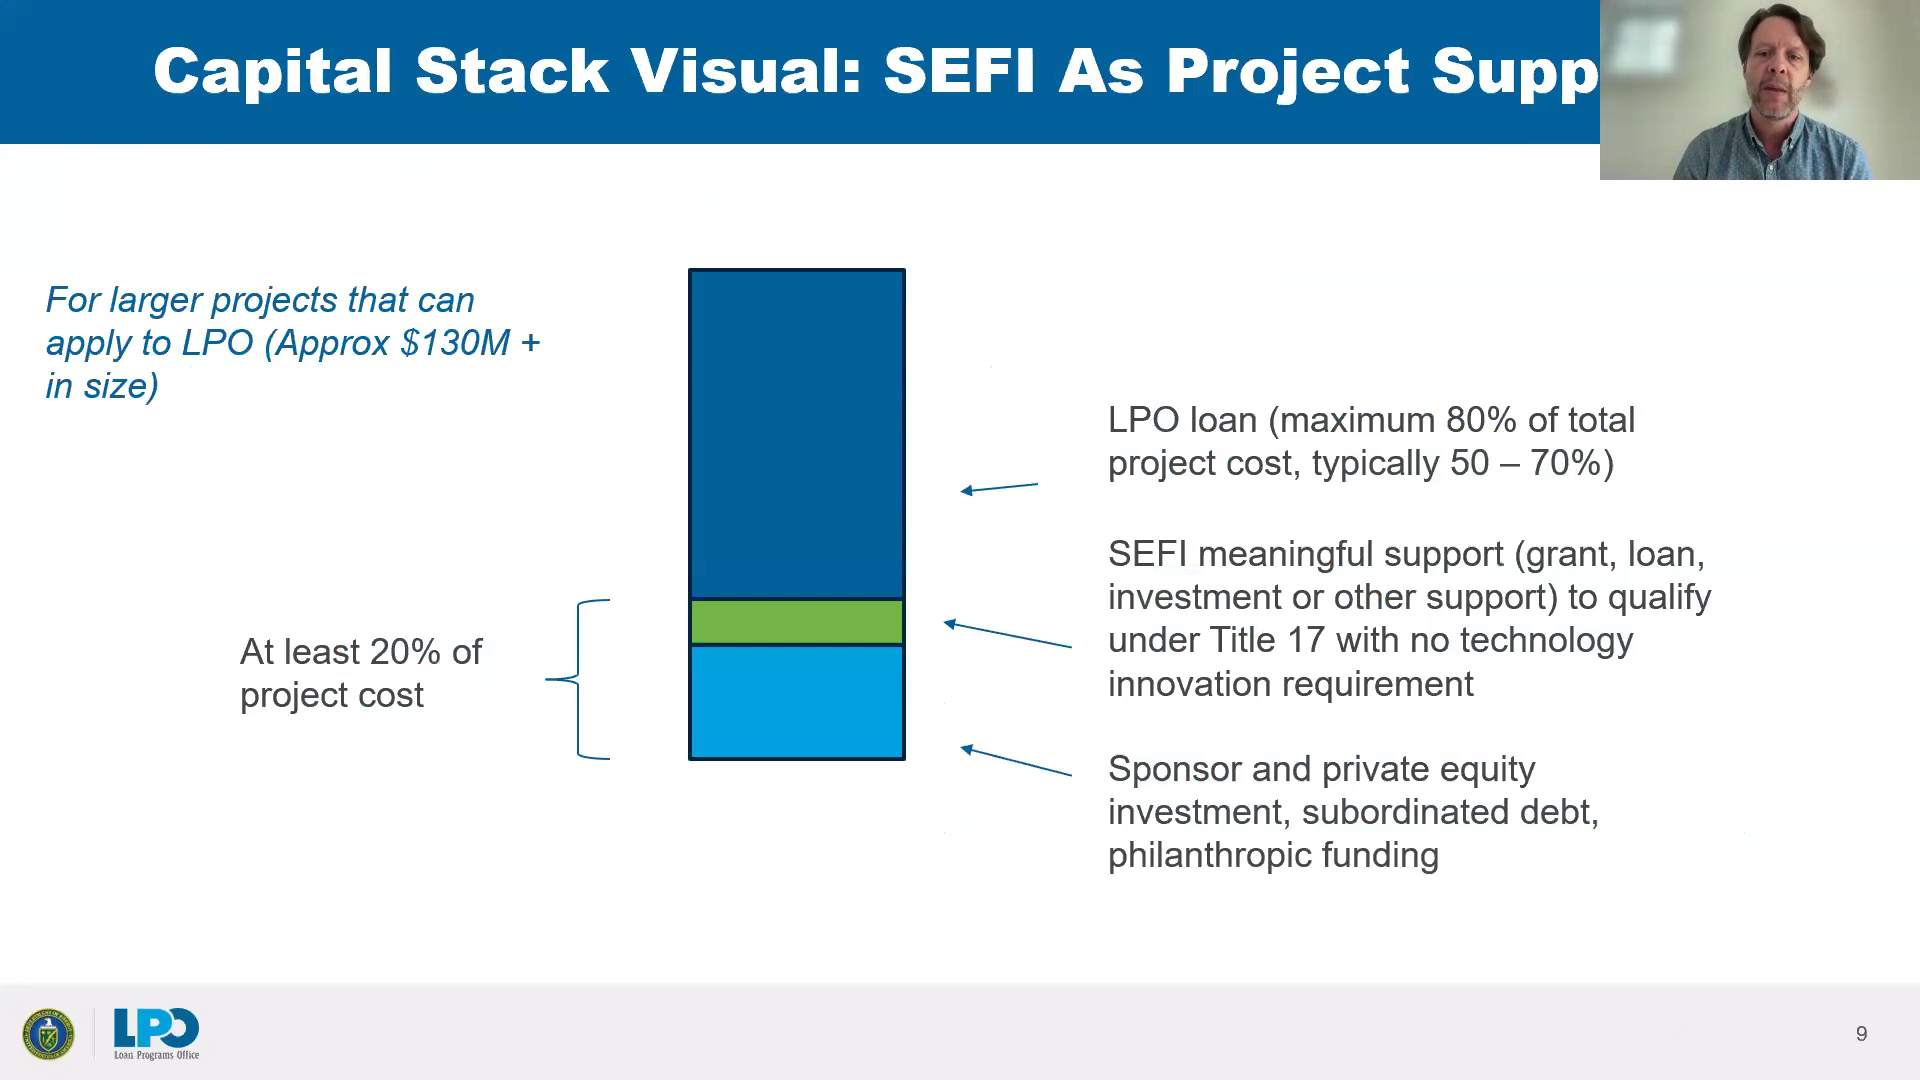 Capital Stack Visual: SEFI As Project Supp
For larger projects that can
apply to LPO (Approx $130M +
in size)
LPO loan (maximum 80% of total
project cost, typically 50 – 70%)
SEFI meaningful support (grant, loan,
investment or other support) to qualify
under Title 17 with no technology
innovation requirement
At least 20% of
project cost
Sponsor and private equity
investment, subordinated debt,
philanthropic funding
LPO
Loan Programs Office
9